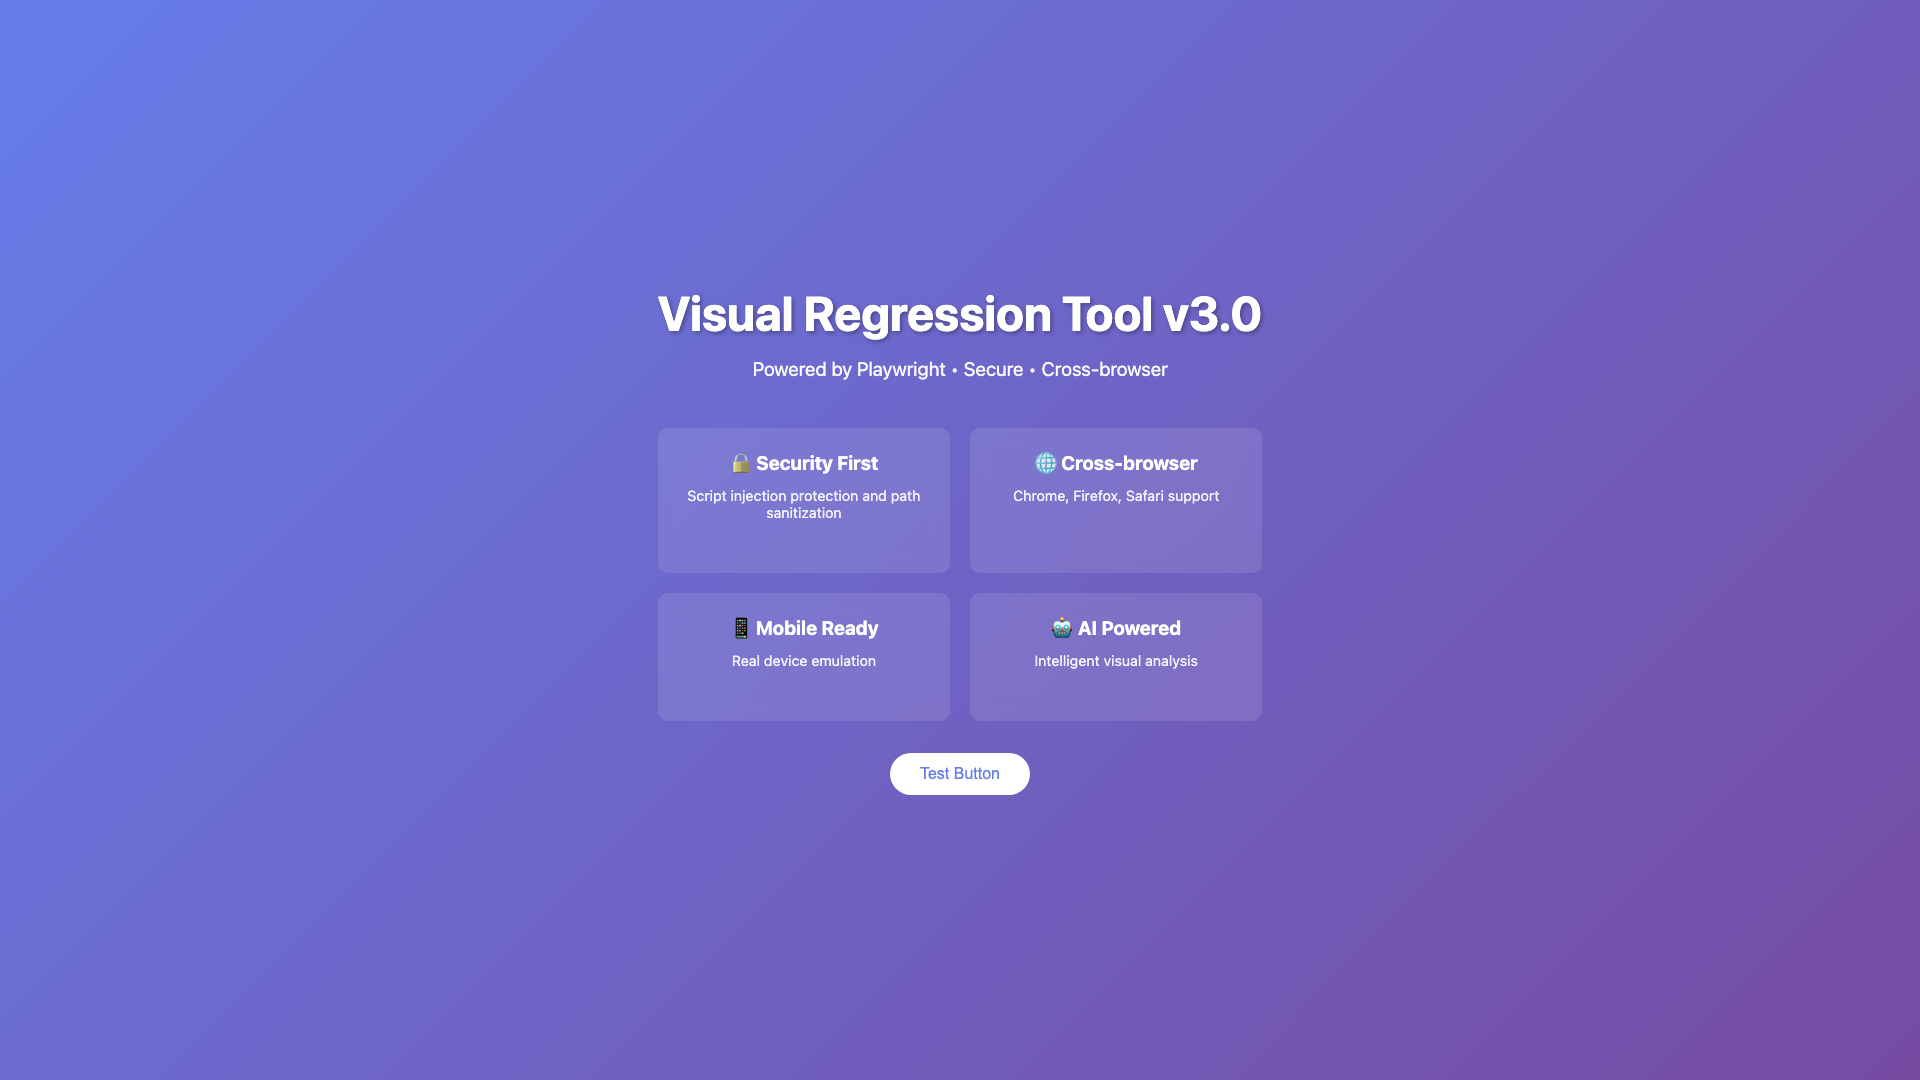 Visual Regression Tool v3.0
Powered by Playwright • Secure • Cross-browser
🔒 Security First
Script injection protection and path
sanitization
🌐 Cross-browser
Chrome, Firefox, Safari support
📱 Mobile Ready
Real device emulation
🤖 AI Powered
Intelligent visual analysis
Test Button